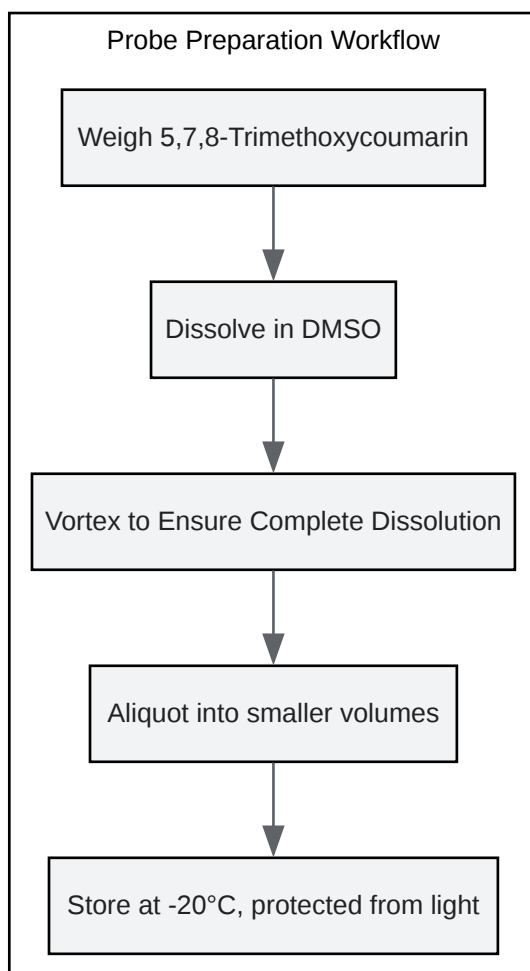 Probe Preparation Workflow
Weigh 5,7,8-Trimethoxycoumarin
Dissolve in DMSO
Vortex to Ensure Complete Dissolution
Aliquot into smaller volumes
Store at -20°C, protected from light